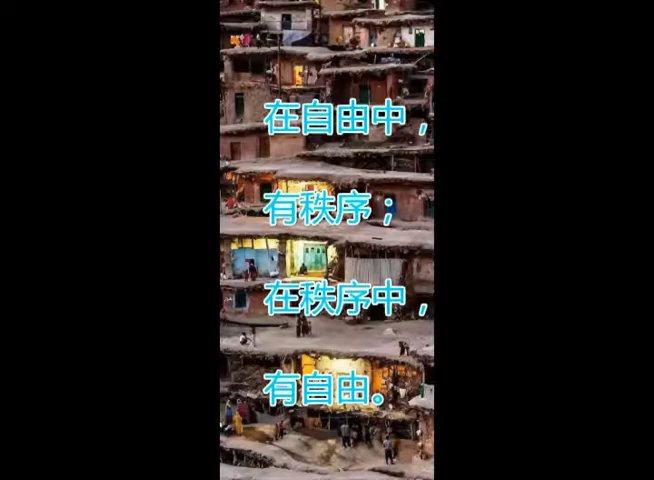 在自由中，
有秩序；
在秩序中，
有自由。